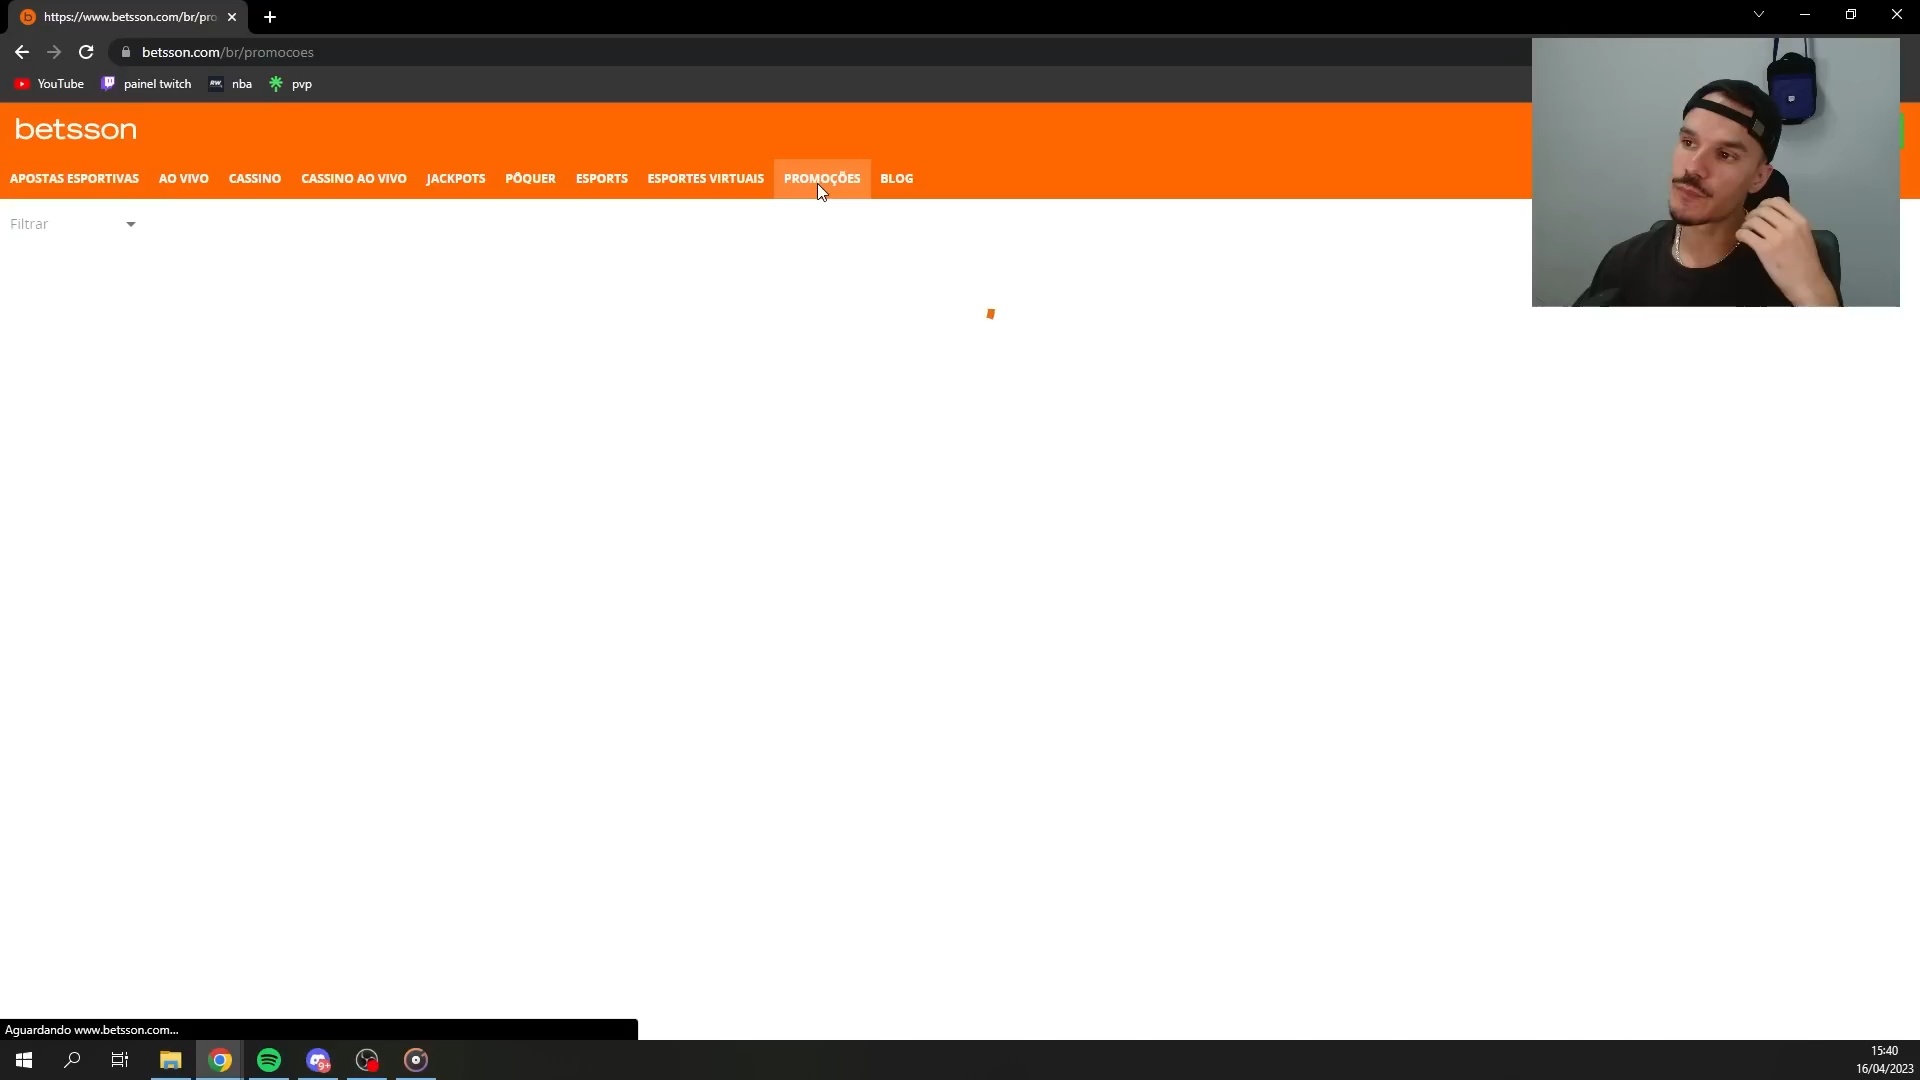 https://www.betsson.com/br/pro
betsson.com/br/promocoes
YouTube
painel twitch
nba
pvp
betsson
APOSTAS ESPORTIVAS
AO VIVO
CASSINO
CASSINO AO VIVO
JACKPOTS
PÔQUER
ESPORTS
ESPORTES VIRTUAIS
PROMOÇÕES
BLOG
Filtrar
Aguardando www.betsson.com...
9+
15:40
16/04/2023